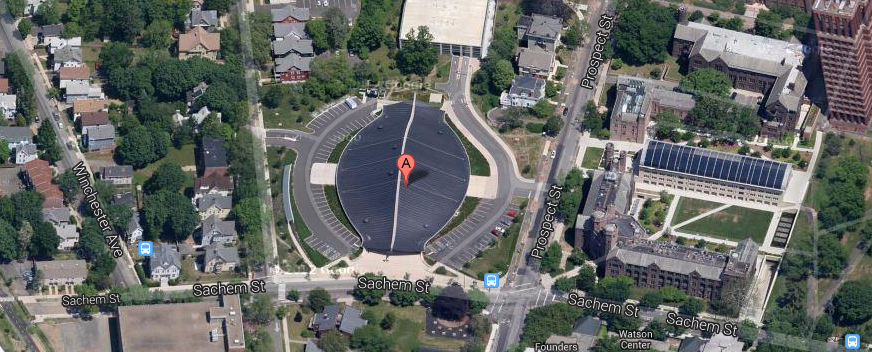 Prospect St
A
Winchester Ave
Prospect St
Sachem St
Sachem St
Sachem St
Sachem St
Sachem St
Watson
Center
Founders